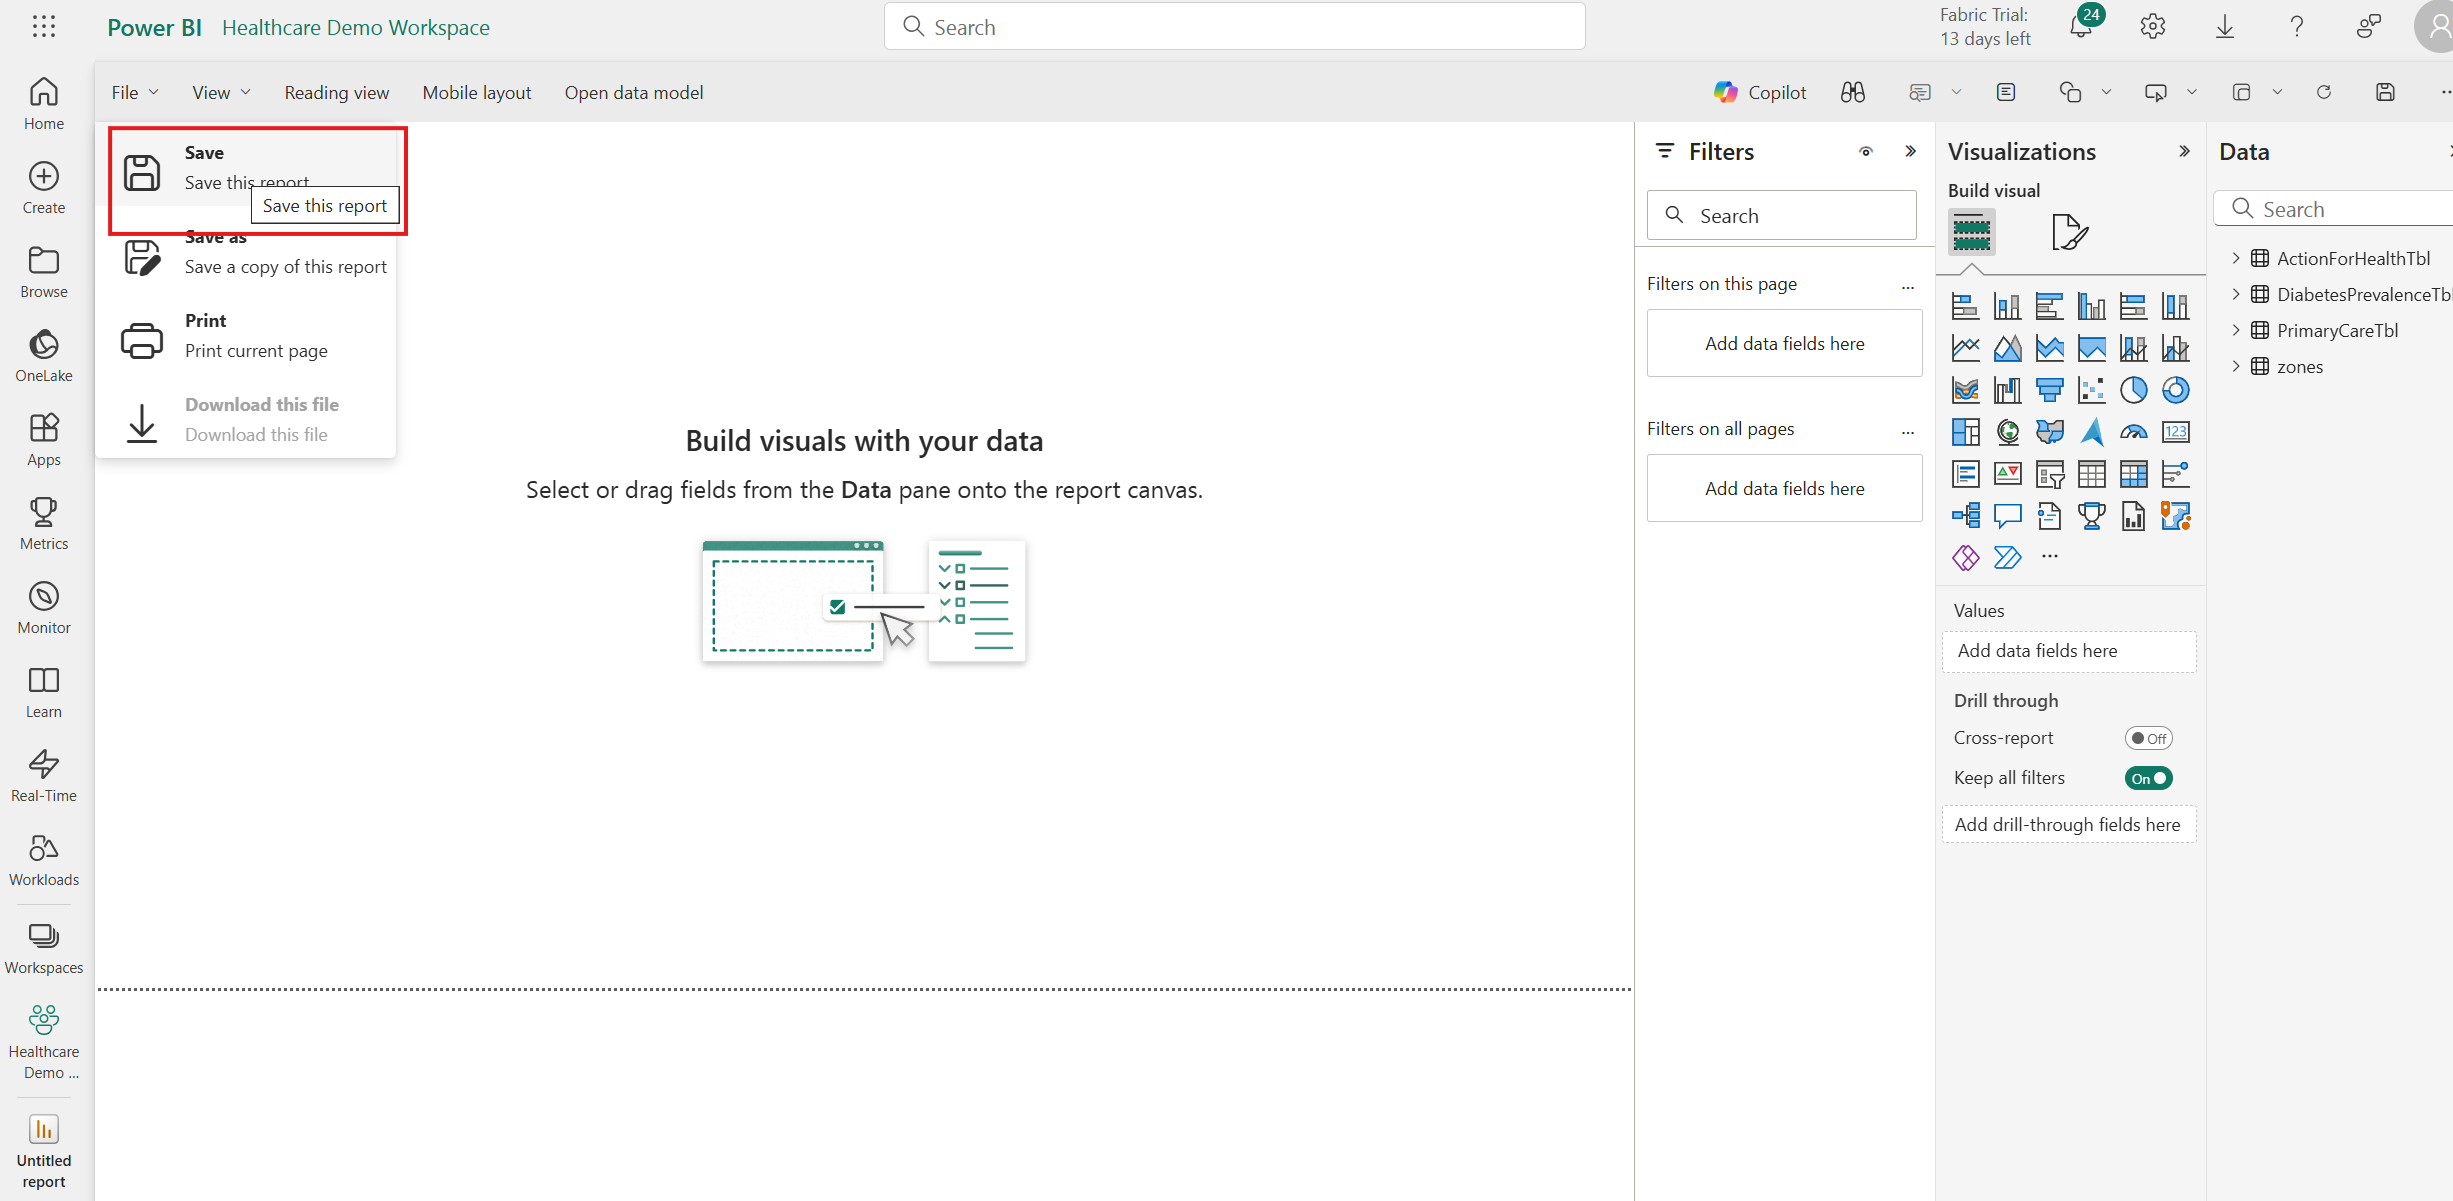 Power BI Healthcare Demo Workspace
Search
Fabric Trial:
13 days left
24
File View Reading view Mobile layout Open data model
Copilot
Home
Create
Browse
OneLake
Apps
Metrics
Monitor
Learn
Real-Time
Workloads
Workspaces
Healthcare
Demo ...
Untitled
report
Save
Save this report
Save this report
Save as
Save a copy of this report
Print
Print current page
Download this file
Download this file
Build visuals with your data
Select or drag fields from the Data pane onto the report canvas.
Filters
Search
Filters on this page
...
Add data fields here
Filters on all pages
...
Add data fields here
Visualizations
Build visual
123
...
Values
Add data fields here
Drill through
Cross-report
Off
Keep all filters
On
Add drill-through fields here
Data
Search
ActionForHealthTbl
DiabetesPrevalenceTbl
PrimaryCareTbl
zones